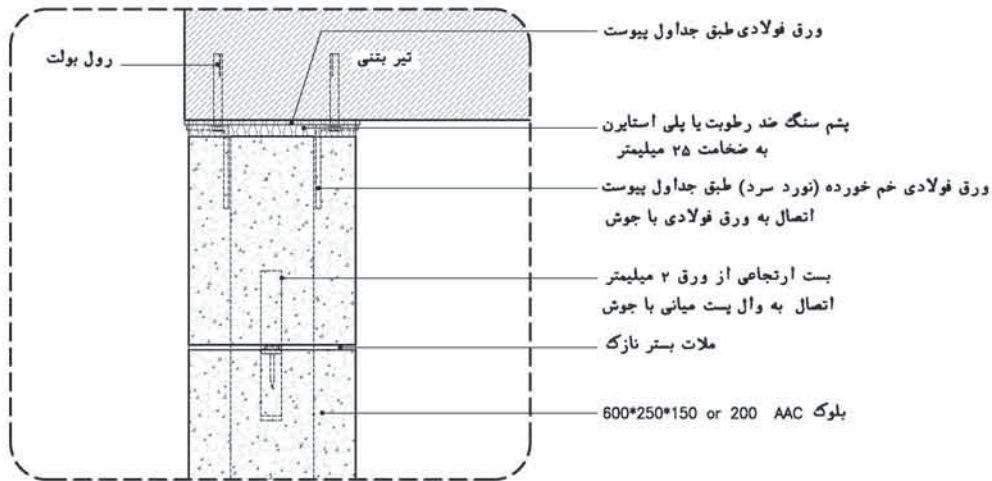 ورق فولادی طبق جداول پیوست
رول بولت
تیر بتنی
پشم سنگ ضد رطوبت یا پلی استایرن
به ضخامت ۲۵ میلیمتر
ورق فولادی خم خورده (نورد سرد) طبق جداول پیوست
اتصال به ورق فولادی با جوش
بست ارتجاعی از ورق ۲ میلیمتر
اتصال به وال پست میانی با جوش
ملات بستر نازک
بلوک 600*250*150 or 200 AAC